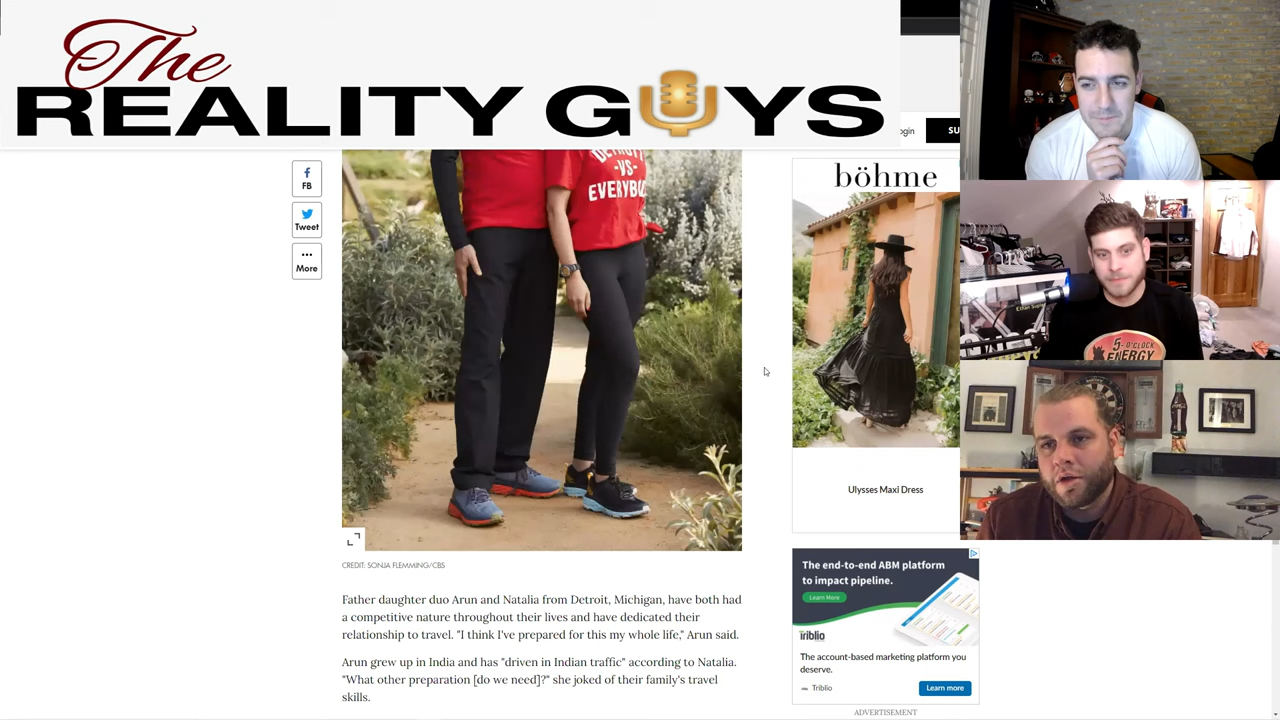 The
REALITY GUYS
ogin
SU
FB
Tweet
More
DETROIT
-VS-
EVERYBO
böhme
Ulysses Maxi Dress
5-O'CLOCK
ENERGY
CREDIT: SONJA FLEMMING/CBS
The end-to-end ABM platform
to impact pipeline.
Learn More
Triblio
The account-based marketing platform you
deserve.
Triblio
Learn more
ADVERTISEMENT
Father daughter duo Arun and Natalia from Detroit, Michigan, have both had
a competitive nature throughout their lives and have dedicated their
relationship to travel. "I think I've prepared for this my whole life," Arun said.
Arun grew up in India and has "driven in Indian traffic" according to Natalia.
"What other preparation [do we need]?" she joked of their family's travel
skills.